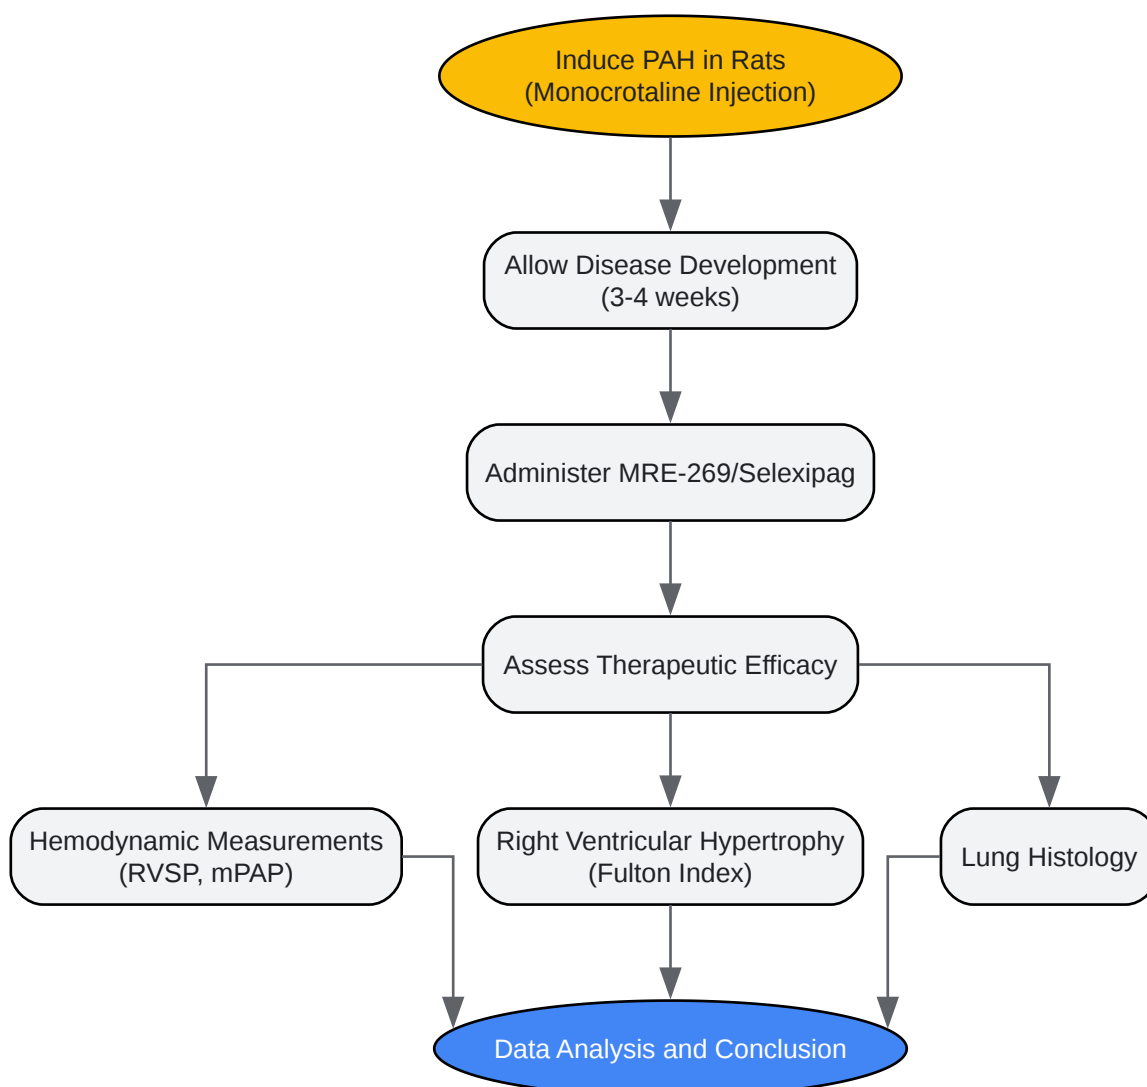 Induce PAH in Rats
(Monocrotaline Injection)
Allow Disease Development
(3-4 weeks)
Administer MRE-269/Selexipag
Assess Therapeutic Efficacy
Hemodynamic Measurements
(RVSP, mPAP)
Right Ventricular Hypertrophy
(Fulton Index)
Lung Histology
Data Analysis and Conclusion